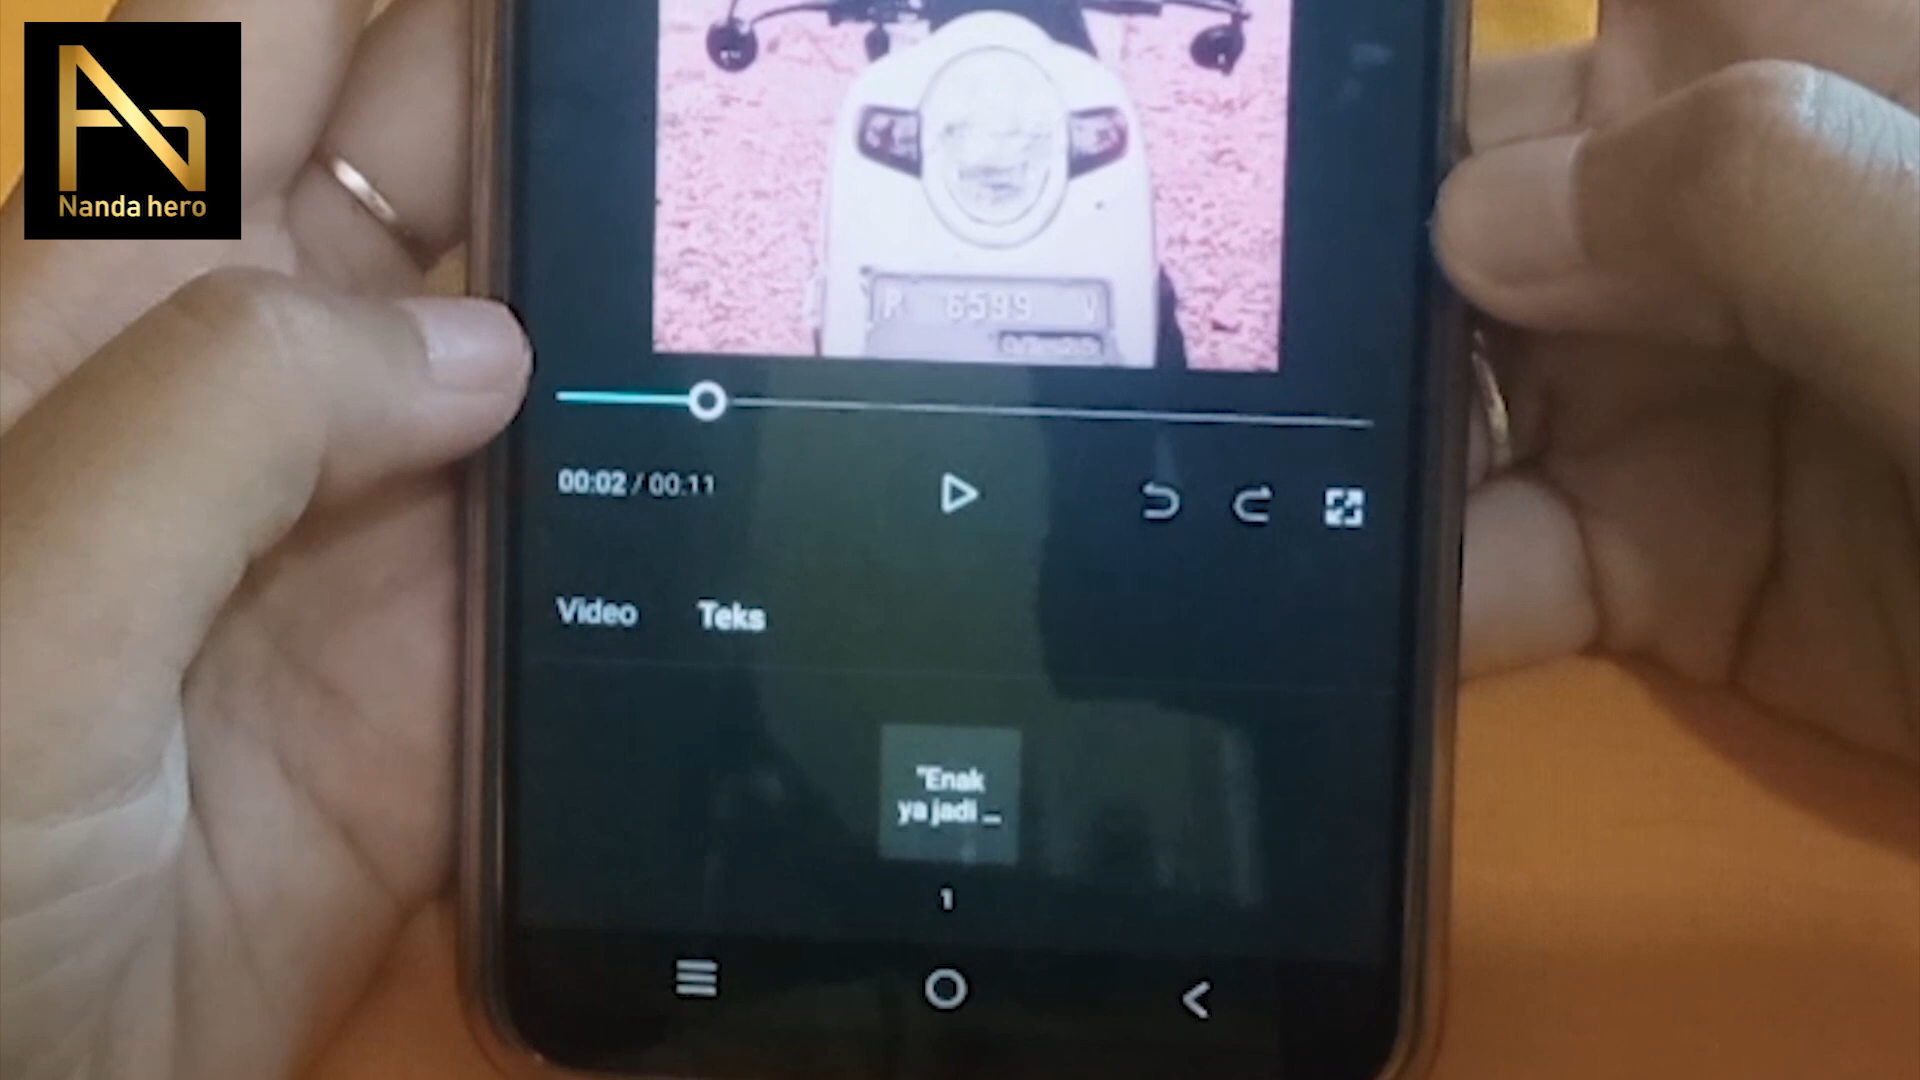 Nanda hero
R 6599 V
00:02 / 00:11
Video Teks
"Enak
ya jadi ...
1